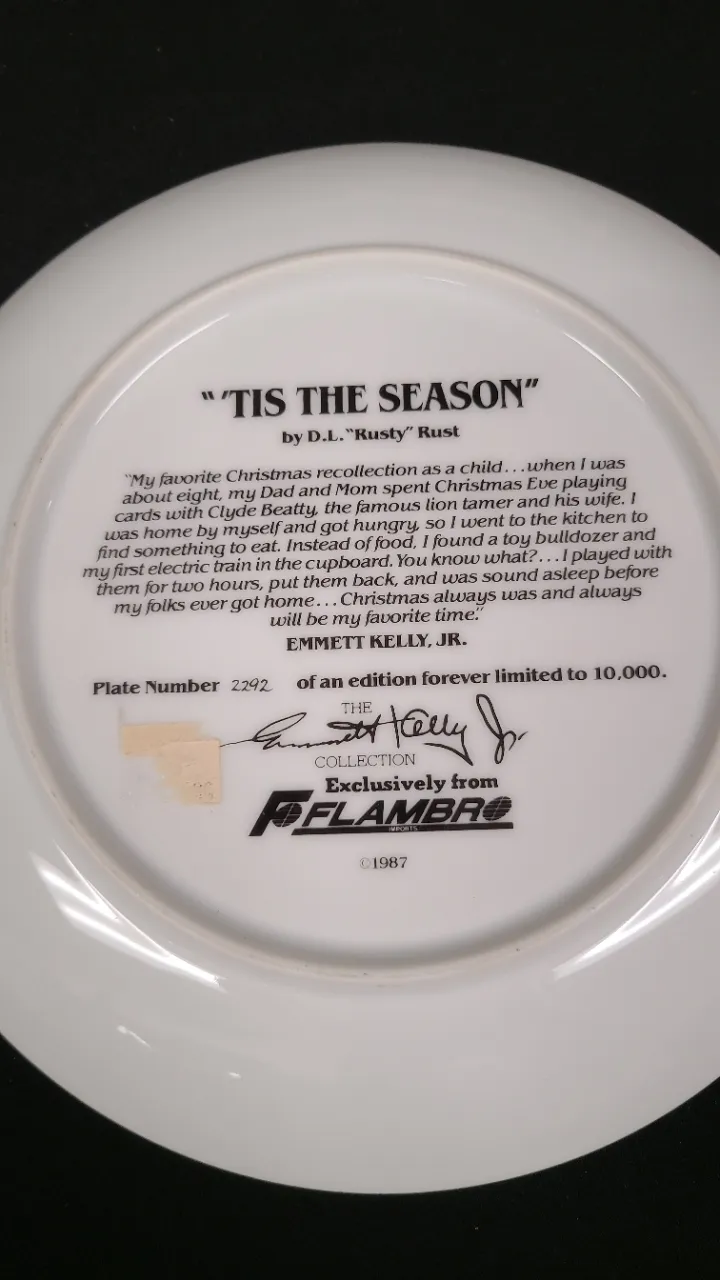 "'TIS THE SEASON"
by D.L. "Rusty" Rust
"My favorite Christmas recollection as a child...when I was
about eight, my Dad and Mom spent Christmas Eve playing
cards with Clyde Beatty, the famous lion tamer and his wife. I
was home by myself and got hungry, so I went to the kitchen to
find something to eat. Instead of food, I found a toy bulldozer and
my first electric train in the cupboard. You know what?...I played with
them for two hours, put them back, and was sound asleep before
my folks ever got home...Christmas always was and always
will be my favorite time."
EMMETT KELLY, JR.
Plate Number 2292 of an edition forever limited to 10,000.
THE
Emmett Kelly Jr.
COLLECTION
Exclusively from
FLAMBRO
IMPORTS
©1987